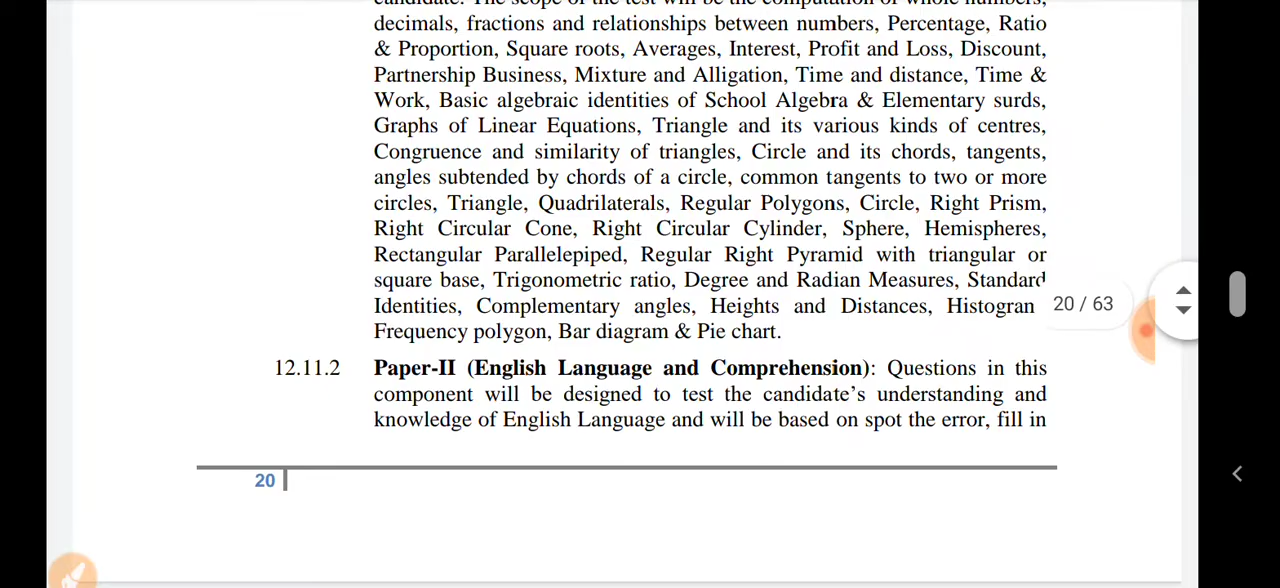 candidate. The scope of the test will be the computation of whole numbers,
decimals, fractions and relationships between numbers, Percentage, Ratio
& Proportion, Square roots, Averages, Interest, Profit and Loss, Discount,
Partnership Business, Mixture and Alligation, Time and distance, Time &
Work, Basic algebraic identities of School Algebra & Elementary surds,
Graphs of Linear Equations, Triangle and its various kinds of centres,
Congruence and similarity of triangles, Circle and its chords, tangents,
angles subtended by chords of a circle, common tangents to two or more
circles, Triangle, Quadrilaterals, Regular Polygons, Circle, Right Prism,
Right Circular Cone, Right Circular Cylinder, Sphere, Hemispheres,
Rectangular Parallelepiped, Regular Right Pyramid with triangular or
square base, Trigonometric ratio, Degree and Radian Measures, Standard
Identities, Complementary angles, Heights and Distances, Histogran
20 / 63
Frequency polygon, Bar diagram & Pie chart.
12.11.2 Paper-II (English Language and Comprehension): Questions in this
component will be designed to test the candidate’s understanding and
knowledge of English Language and will be based on spot the error, fill in
20